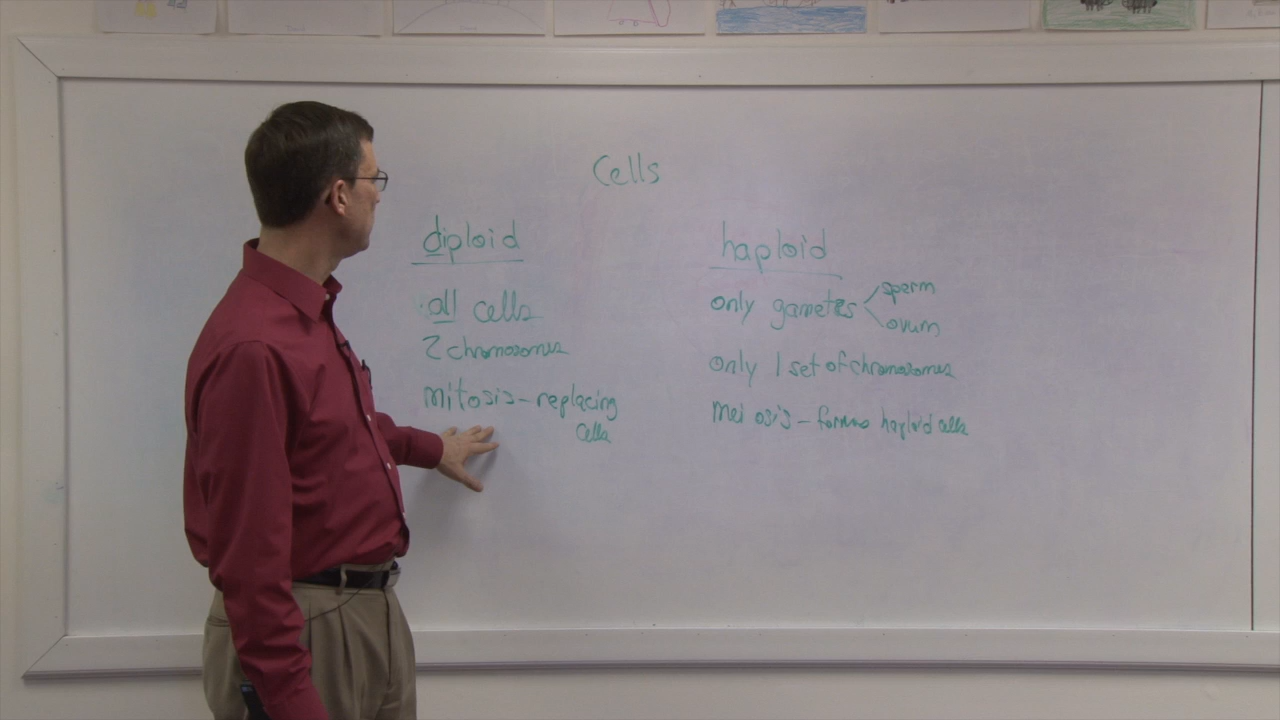 Cells
diploid
all cells
2 chromosomes
mitosis – replacing
cells
haploid
only gametes < sperm
ovum
only 1 set of chromosomes
meiosis – forms haploid cells